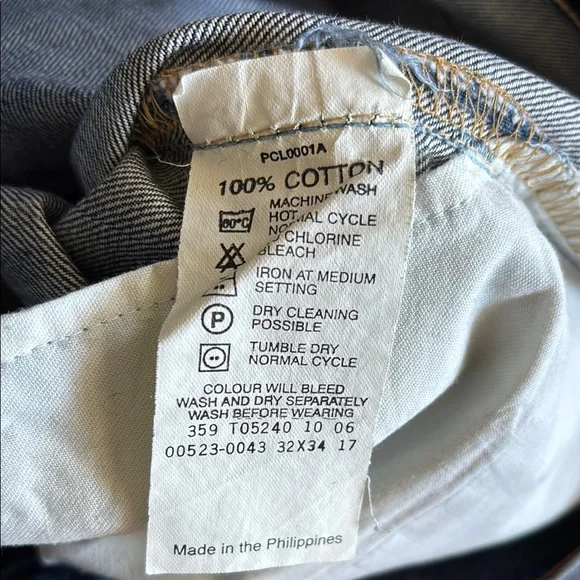 PCL0001A
100% COTTON
MACHINE WASH
60°C HOT
CYCLE
CHLORINE
BLEACH
IRON AT MEDIUM
SETTING
P DRY CLEANING
POSSIBLE
TUMBLE DRY
NORMAL CYCLE
COLOUR WILL BLEED
WASH AND DRY SEPARATELY
WASH BEFORE WEARING
359 T05240 10 06
00523-0043 32X34 17
Made in the Philippines